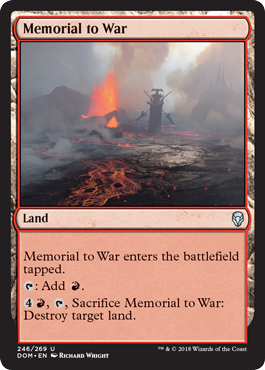 Memorial to War
Land
Memorial to War enters the battlefield
tapped.
: Add .
4 , , Sacrifice Memorial to War:
Destroy target land.
246/269 U
DOM • EN Richard Wright
™ & © 2018 Wizards of the Coast